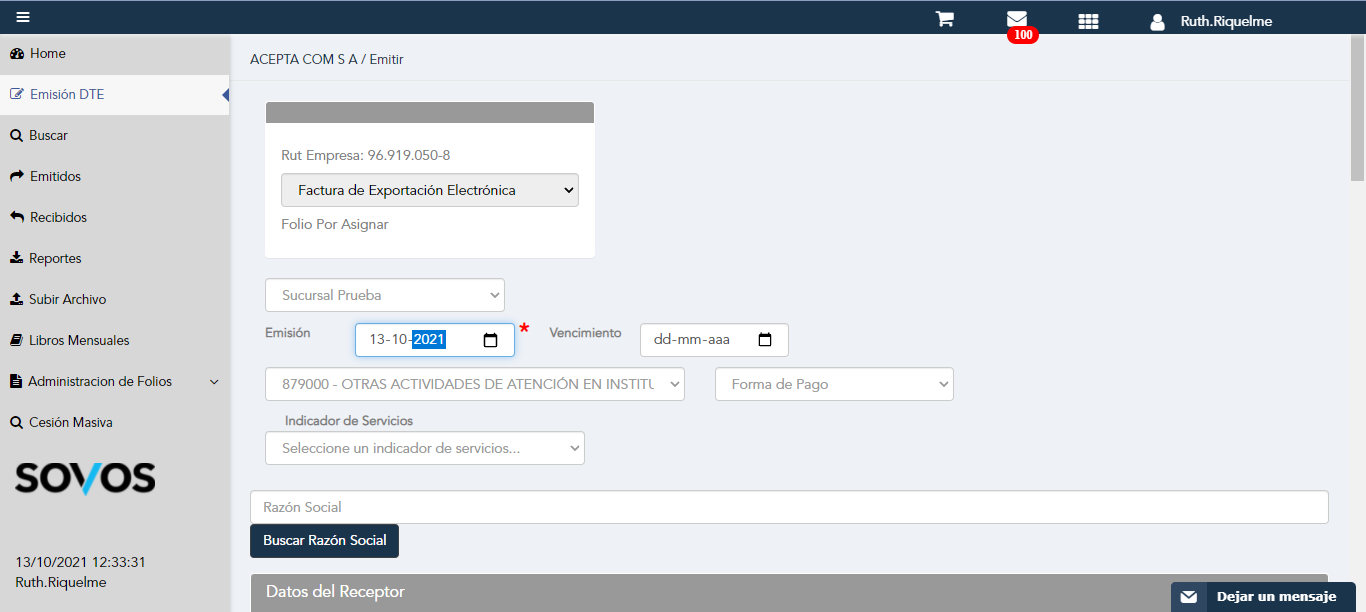 Ruth.Riquelme
100
Home
Emisión DTE
Buscar
Emitidos
Recibidos
Reportes
Subir Archivo
Libros Mensuales
Administracion de Folios
Cesión Masiva
SOVOS
13/10/2021 12:33:31
Ruth.Riquelme
ACEPTA COM S A / Emitir
Rut Empresa: 96.919.050-8
Factura de Exportación Electrónica
Folio Por Asignar
Sucursal Prueba
Emisión 13-10-2021 * Vencimiento dd-mm-aaa
879000 - OTRAS ACTIVIDADES DE ATENCIÓN EN INSTITU Forma de Pago
Indicador de Servicios
Seleccione un indicador de servicios...
Razón Social
Buscar Razón Social
Datos del Receptor
Dejar un mensaje